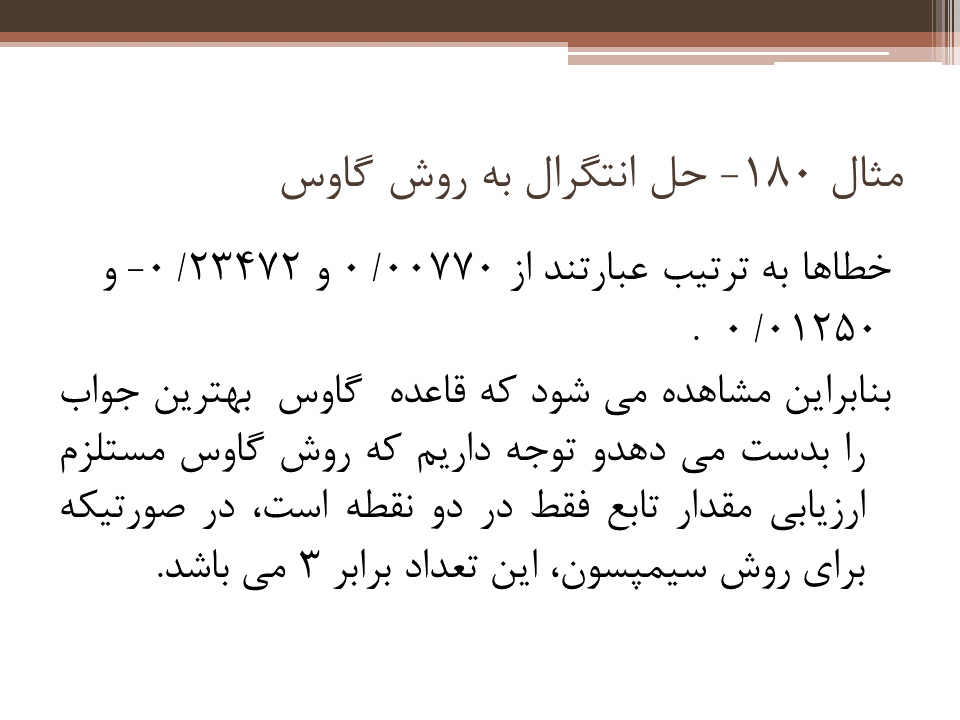 مثال ۱۸۰- حل انتگرال به روش گاوس
خطاها به ترتیب عبارتند از ۰۰۷۷۰/ ۰ و ۲۳۴۷۲/ ۰- و
۰۱۲۵۰/ ۰ .
بنابراین مشاهده می شود که قاعده گاوس بهترین جواب
را بدست می دهدو توجه داریم که روش گاوس مستلزم
ارزیابی مقدار تابع فقط در دو نقطه است، در صورتیکه
برای روش سیمپسون، این تعداد برابر ۳ می باشد.